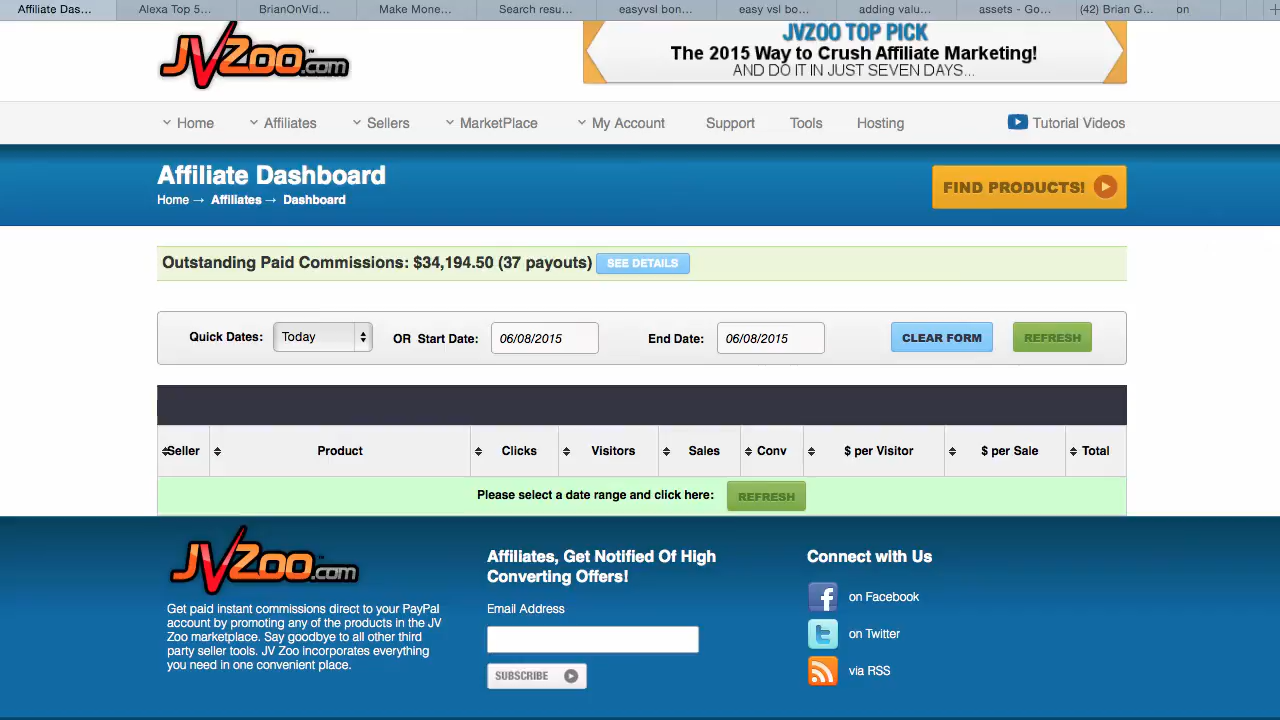 Affiliate Das... Alexa Top 5... BrianOnVid... Make Mone... Search resu... easyvsl bon... easy vsl bo... adding valu... assets - Go... (42) Brian G... on
JVZoo.com™
JVZOO TOP PICK
The 2015 Way to Crush Affiliate Marketing!
AND DO IT IN JUST SEVEN DAYS...
Home Affiliates Sellers MarketPlace My Account Support Tools Hosting Tutorial Videos
Affiliate Dashboard
Home → Affiliates → Dashboard
FIND PRODUCTS!
Outstanding Paid Commissions: $34,194.50 (37 payouts) SEE DETAILS
Quick Dates: Today OR Start Date: 06/08/2015 End Date: 06/08/2015 CLEAR FORM REFRESH
Seller Product Clicks Visitors Sales Conv $ per Visitor $ per Sale Total
Please select a date range and click here: REFRESH
JVZoo.com
Get paid instant commissions direct to your PayPal
account by promoting any of the products in the JV
Zoo marketplace. Say goodbye to all other third
party seller tools. JV Zoo incorporates everything
you need in one convenient place.
Affiliates, Get Notified Of High
Converting Offers!
Email Address
SUBSCRIBE
Connect with Us
on Facebook
on Twitter
via RSS